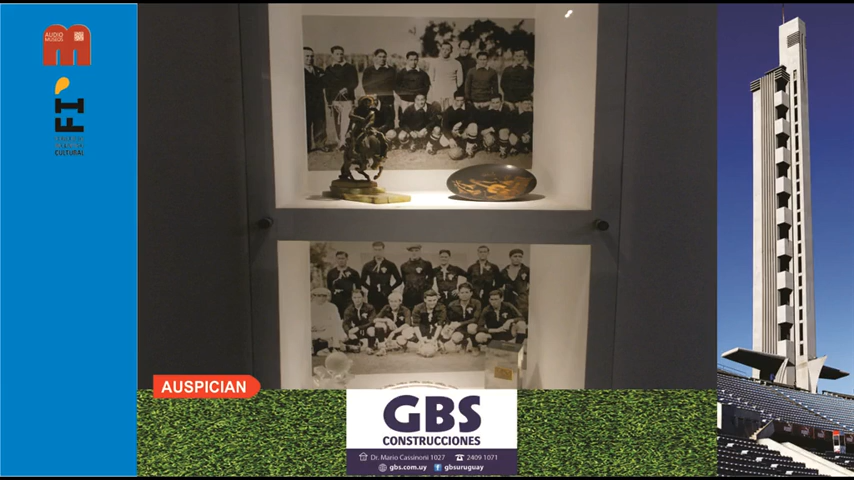 AUDIO
MUSEOS
FI
CULTURAL
AUSPICIAN
GBS
CONSTRUCCIONES
Dr. Mario Cassinoni 1027 2409 1071
gbs.com.uy gbsuruguay